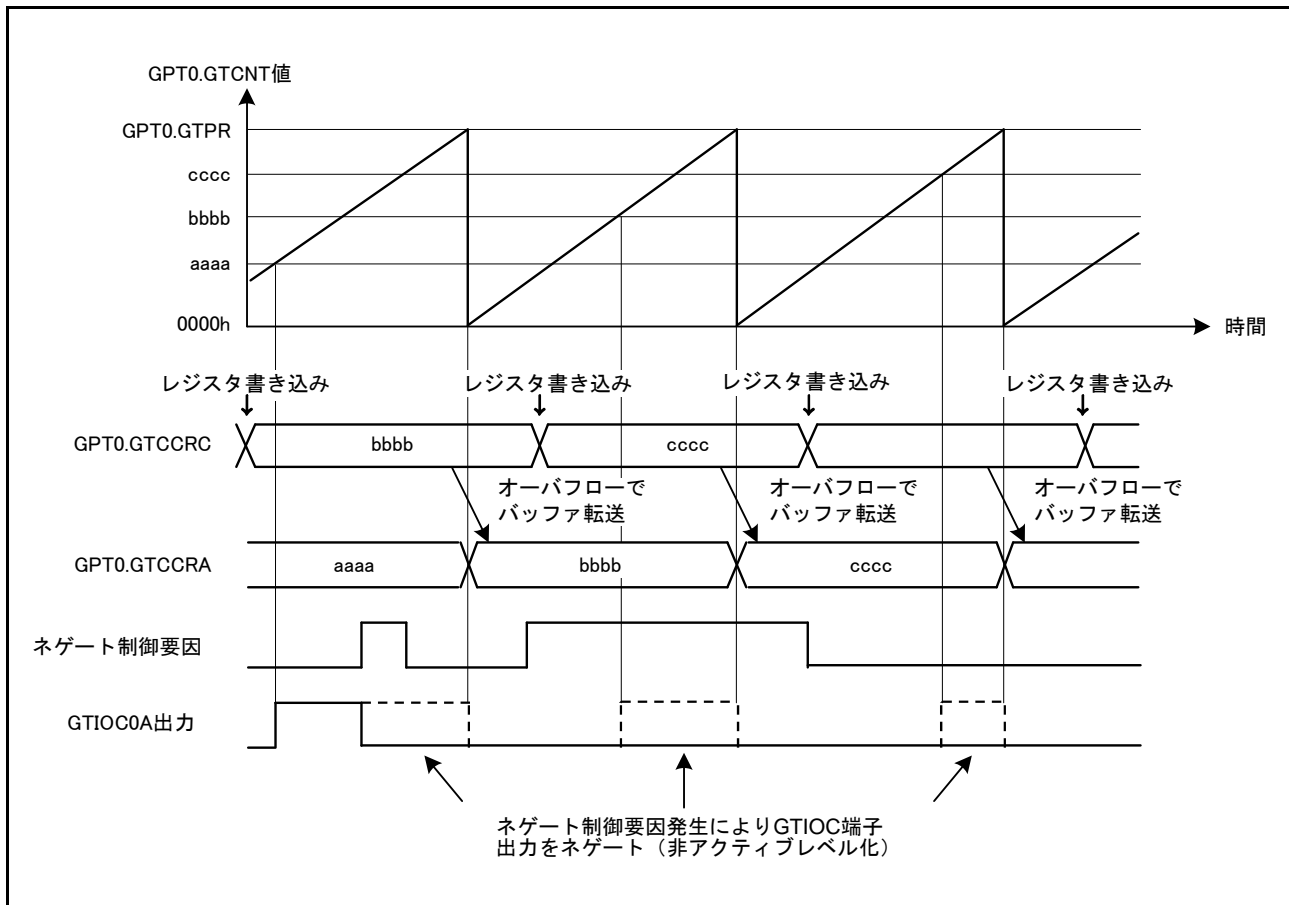 GPT0.GTCNT値
GPT0.GTPR
cccc
bbbb
aaaa
0000h
時間
レジスタ書き込み レジスタ書き込み レジスタ書き込み レジスタ書き込み
GPT0.GTCCRC bbbb cccc
オーバフローで オーバフローで オーバフローで
バッファ転送 バッファ転送 バッファ転送
GPT0.GTCCRA aaaa bbbb cccc
ネゲート制御要因
GTIOC0A出力
ネゲート制御要因発生によりGTIOC端子
出力をネゲート（非アクティブレベル化）